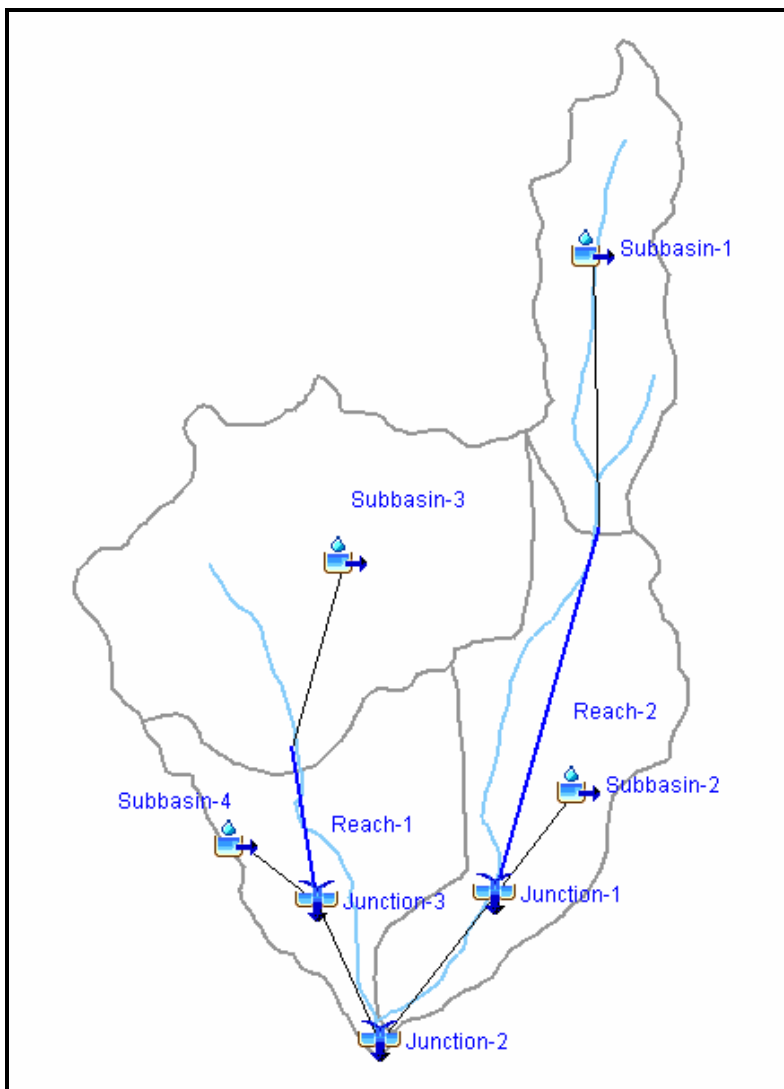 Subbasin-1
Subbasin-3
Reach-2
Subbasin-2
Subbasin-4
Reach-1
Junction-3
Junction-1
Junction-2